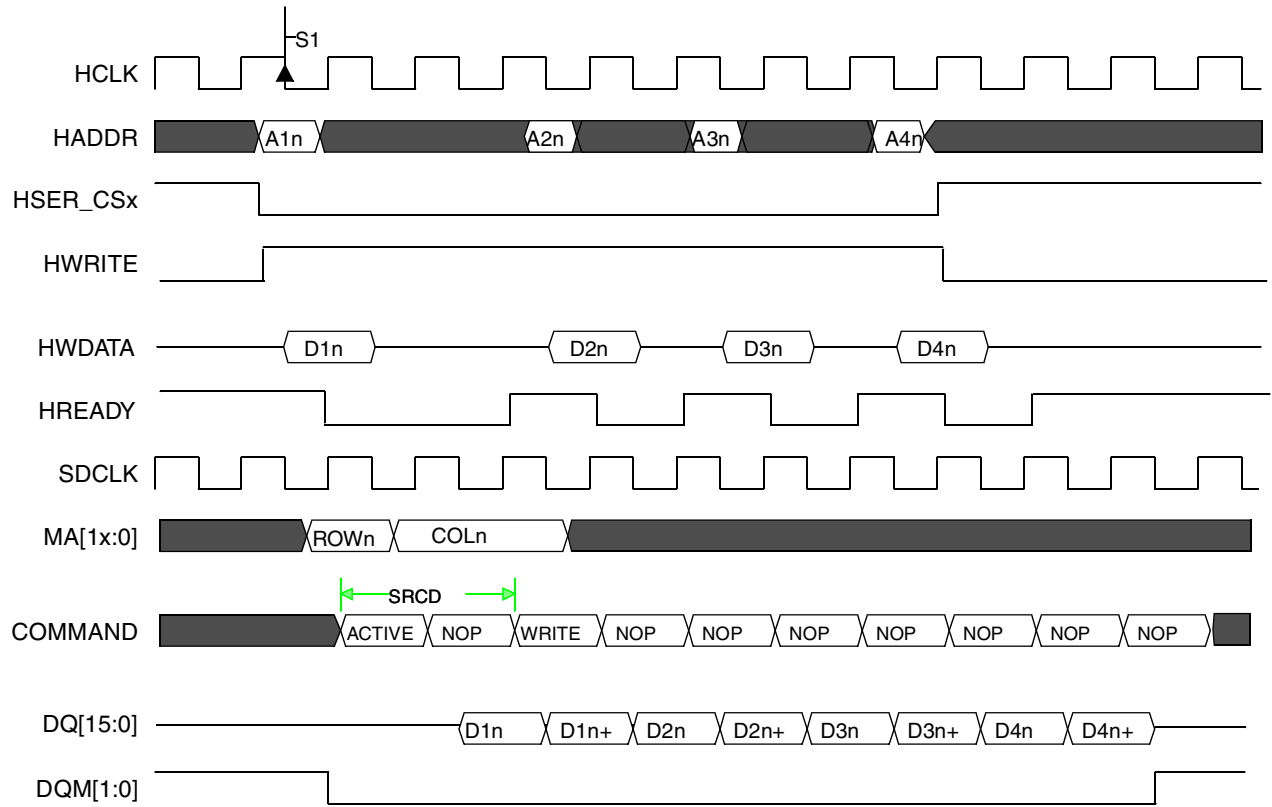 S1
HCLK
HADDR A1n A2n A3n A4n
HSER_CSx
HWRITE
HWDATA D1n D2n D3n D4n
HREADY
SDCLK
MA[1x:0] ROWn COLn
SRCD
COMMAND ACTIVE NOP WRITE NOP NOP NOP NOP NOP NOP NOP
DQ[15:0] D1n D1n+ D2n D2n+ D3n D3n+ D4n D4n+
DQM[1:0]